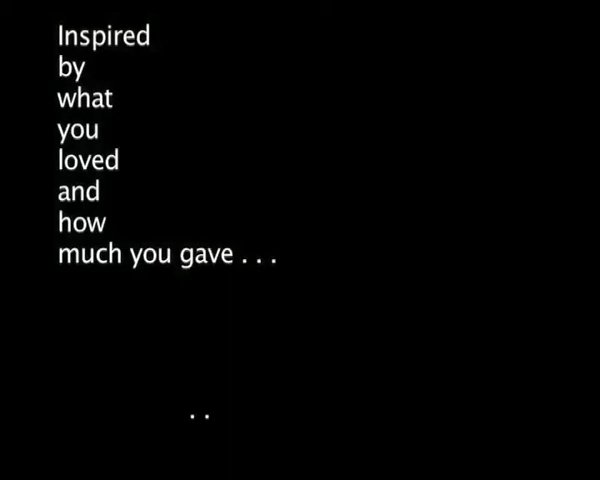 Inspired
by
what
you
loved
and
how
much you gave . . .
. .